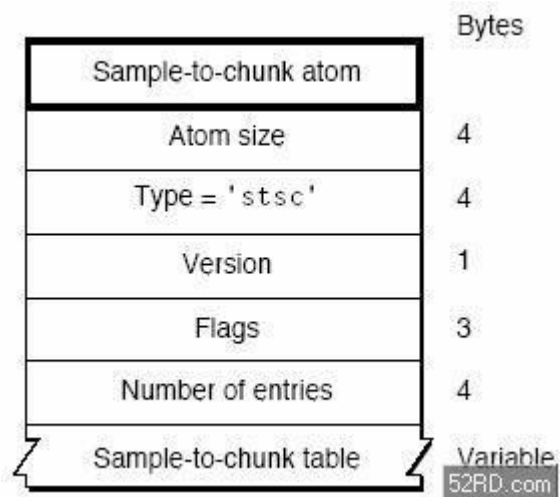 Bytes
Sample-to-chunk atom
Atom size 4
Type = 'stsc' 4
Version 1
Flags 3
Number of entries 4
Sample-to-chunk table Variable
52RD.com